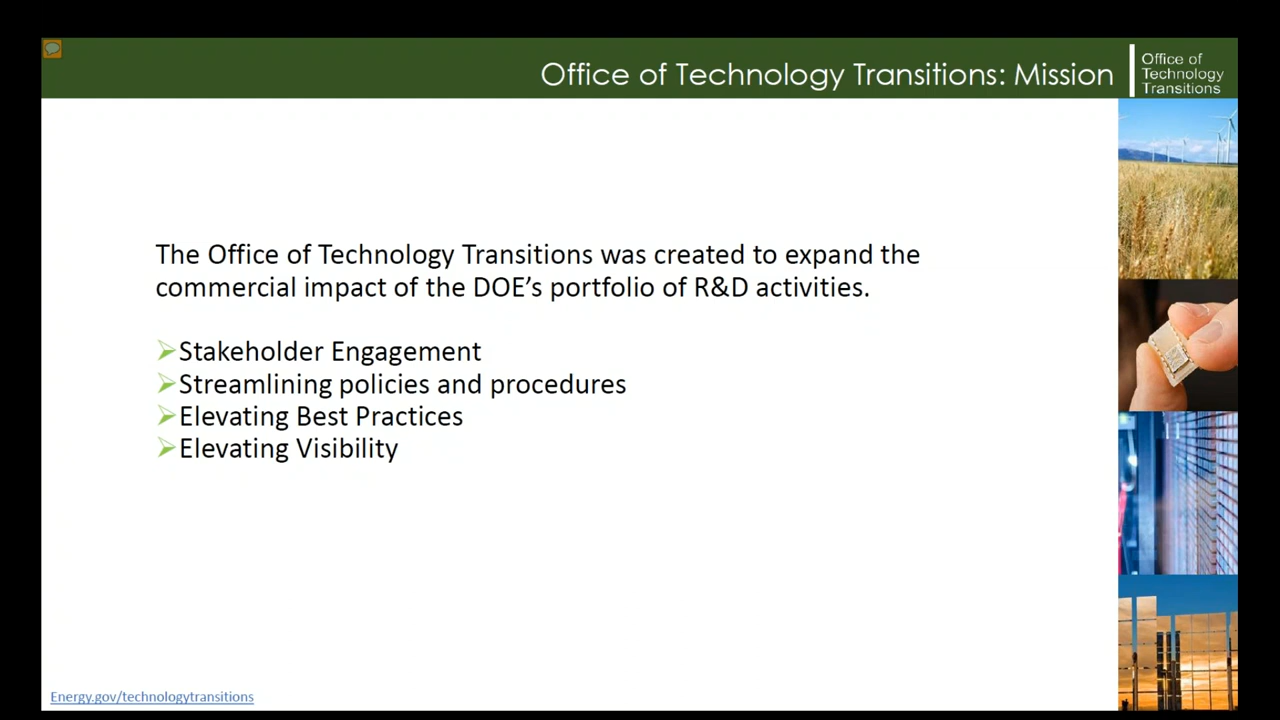 Office of Technology Transitions: Mission
Office of
Technology
Transitions
The Office of Technology Transitions was created to expand the
commercial impact of the DOE’s portfolio of R&D activities.
Stakeholder Engagement
Streamlining policies and procedures
Elevating Best Practices
Elevating Visibility
Energy.gov/technologytransitions